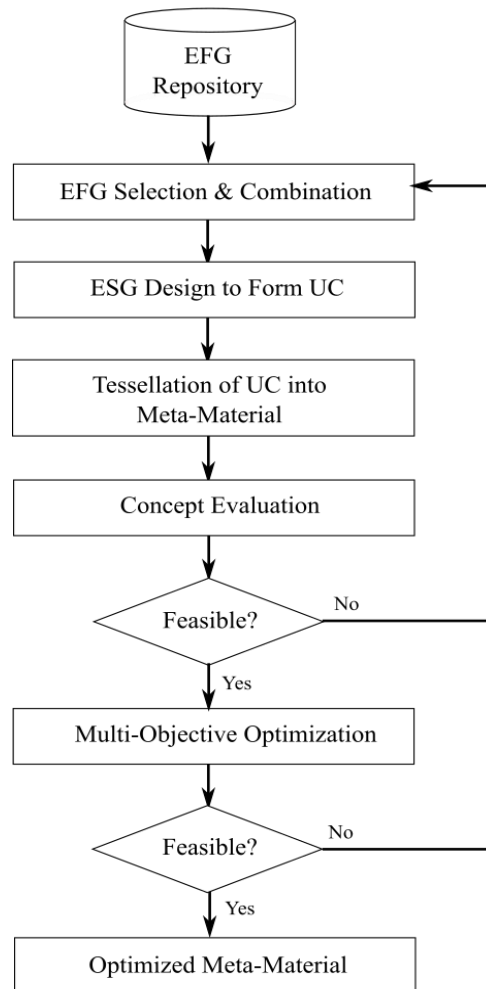 EFG
Repository
EFG Selection & Combination
ESG Design to Form UC
Tessellation of UC into
Meta-Material
Concept Evaluation
Feasible?
No
Yes
Multi-Objective Optimization
Feasible?
No
Yes
Optimized Meta-Material